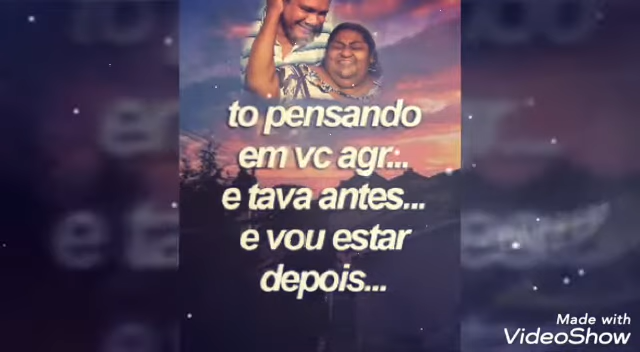 to pensando
em vc agr...
e tava antes...
e vou estar
depois...
Made with
VideoShow